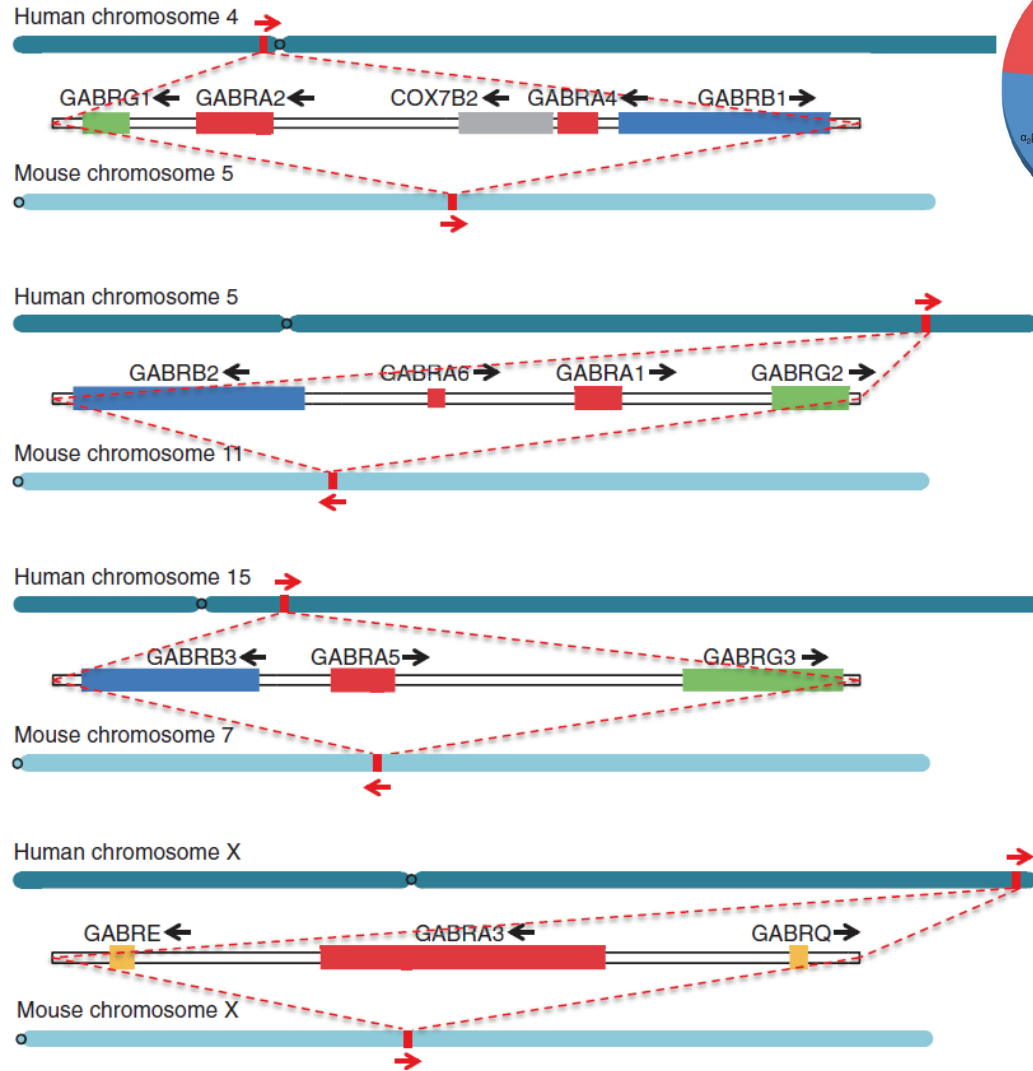 Human chromosome 4
GABRG1 GABRA2 COX7B2 GABRA4 GABRB1
Mouse chromosome 5
Human chromosome 5
GABRB2 GABRA6 GABRA1 GABRG2
Mouse chromosome 11
Human chromosome 15
GABRB3 GABRA5 GABRG3
Mouse chromosome 7
Human chromosome X
GABRE GABRA3 GABRQ
Mouse chromosome X